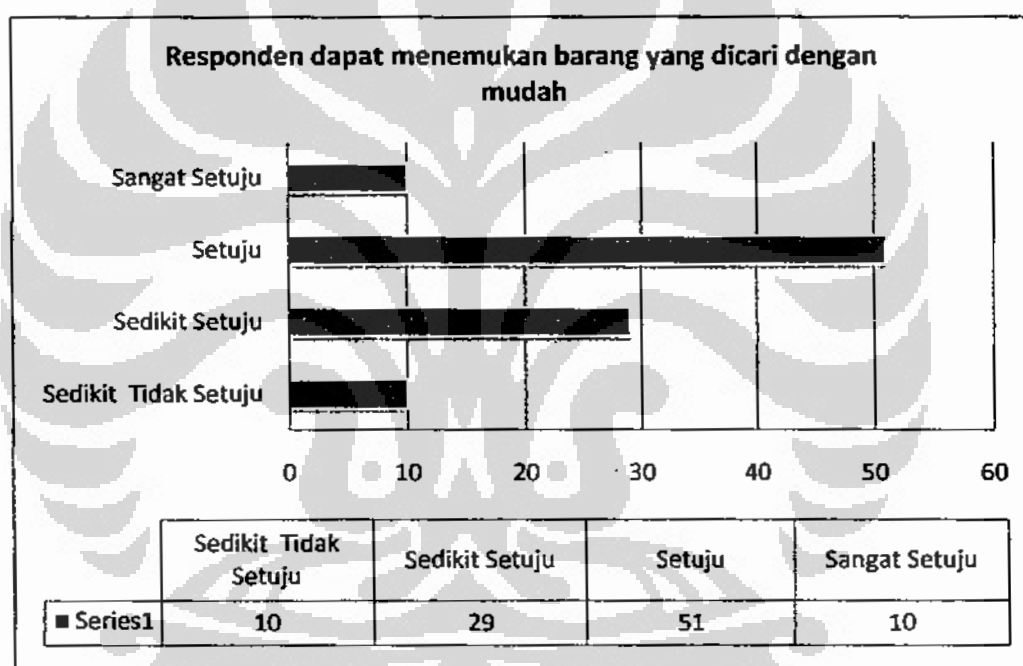 Responden dapat menemukan barang yang dicari dengan
mudah
Sangat Setuju
Setuju
Sedikit Setuju
Sedikit Tidak Setuju
0 10 20 30 40 50 60
Sedikit Tidak
Setuju
Sedikit Setuju
Setuju
Sangat Setuju
Series1 10 29 51 10